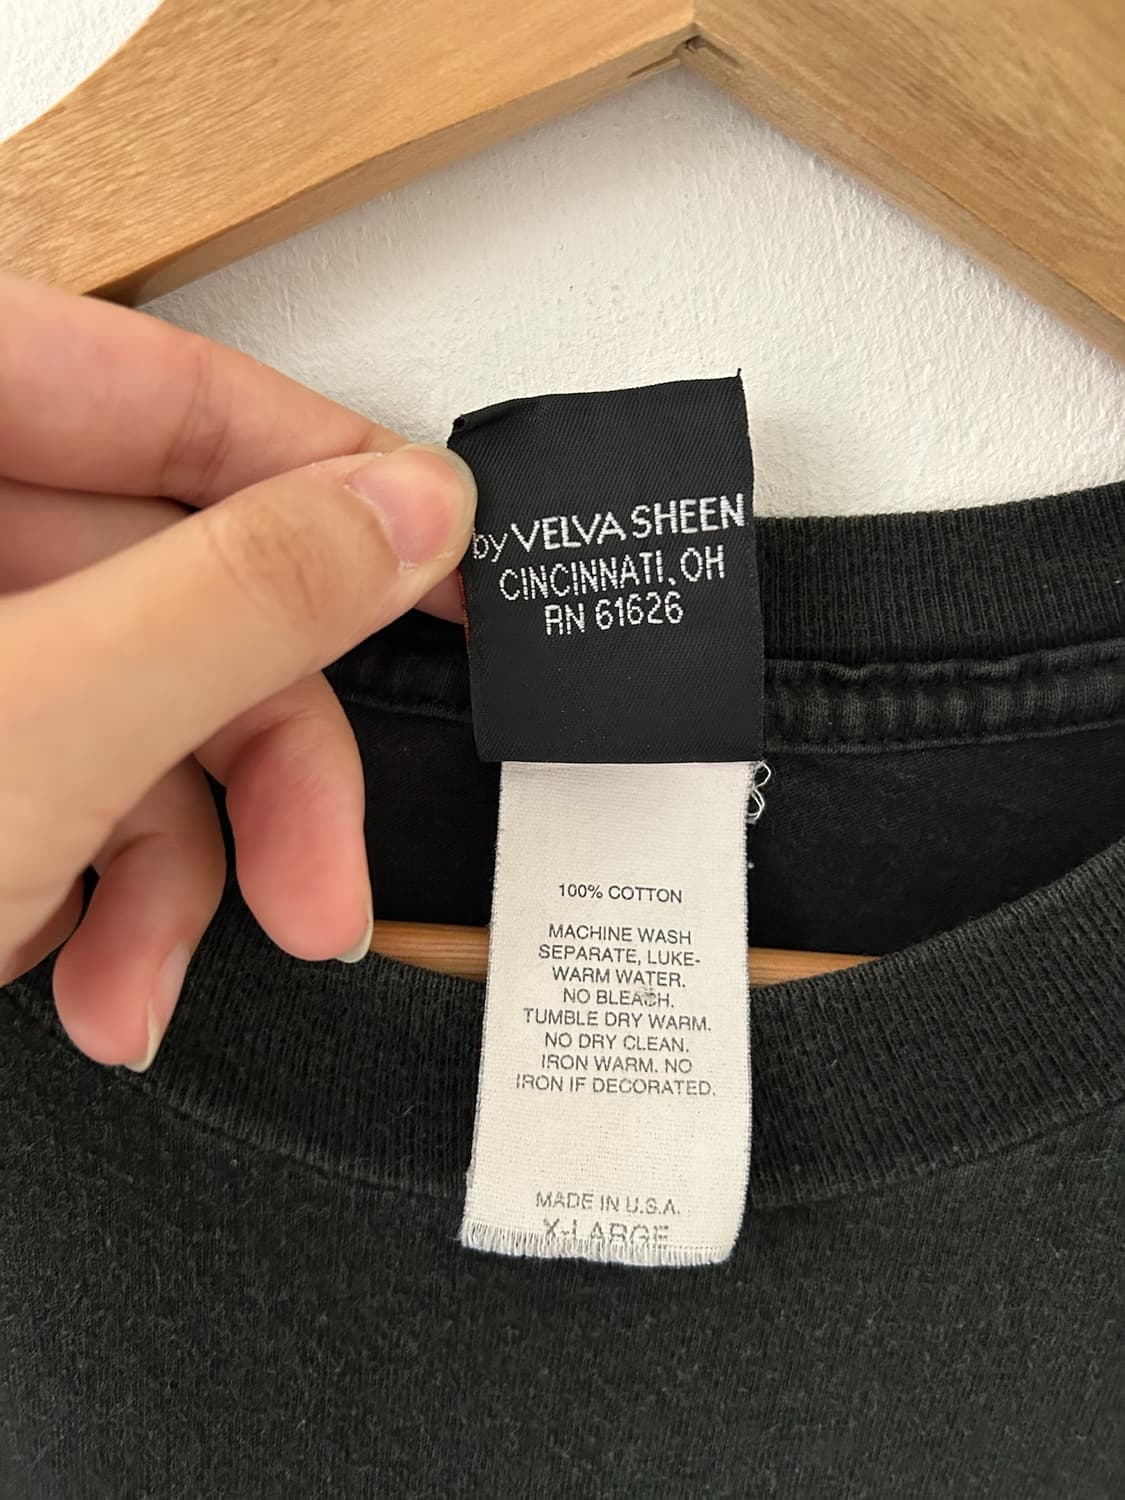 by VELVA SHEEN
CINCINNATI, OH
RN 61626
100% COTTON
MACHINE WASH
SEPARATE, LUKE-
WARM WATER.
NO BLEACH.
TUMBLE DRY WARM.
NO DRY CLEAN.
IRON WARM. NO
IRON IF DECORATED.
MADE IN U.S.A.
X-LARGE